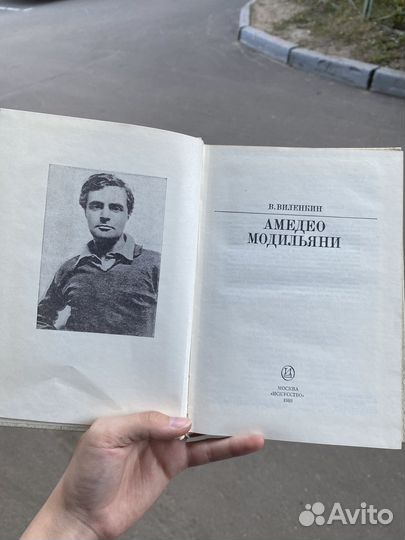 В. ВИЛЕНКИН
АМЕДЕО
МОДИЛЬЯНИ
МОСКВА
«ИСКУССТВО»
Avito